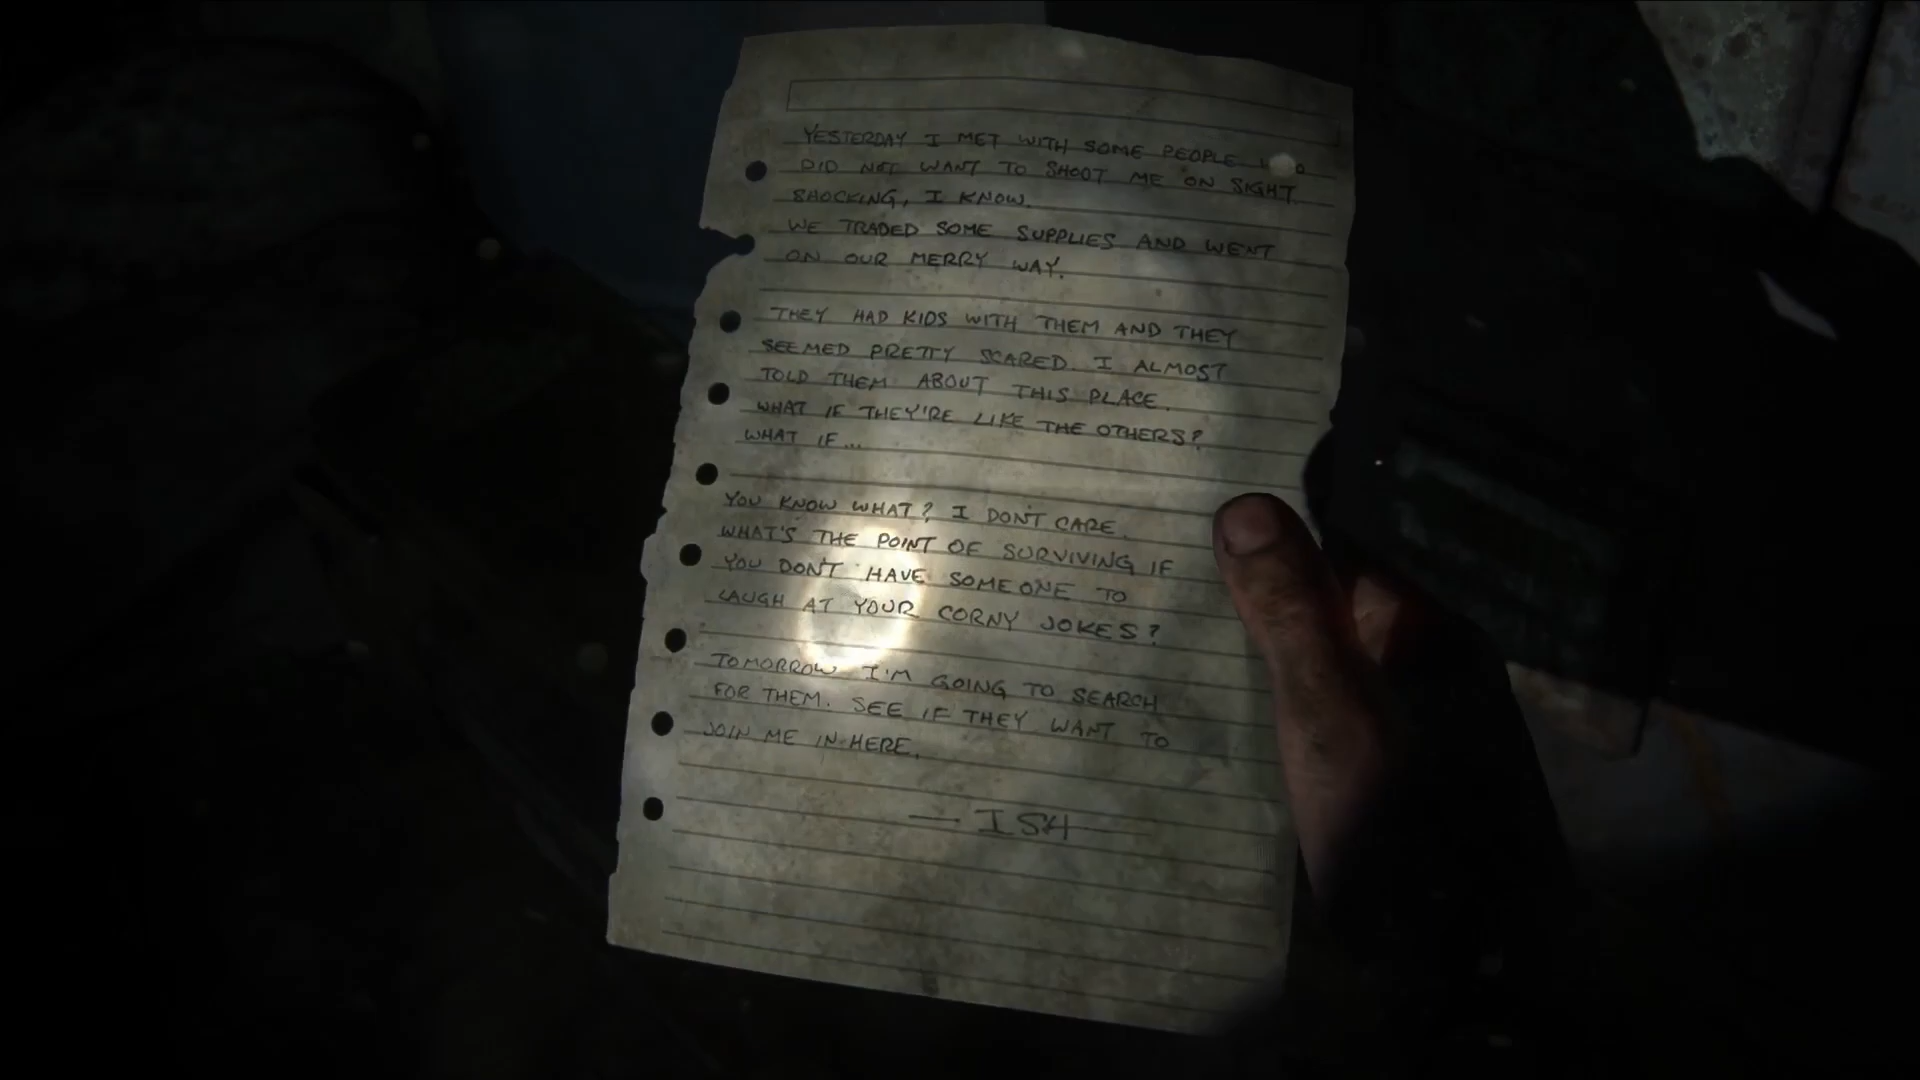 YESTERDAY I MET WITH SOME PEOPLE
DID NOT WANT TO SHOOT ME ON SIGHT.
SHOCKING, I KNOW.
WE TRADED SOME SUPPLIES AND WENT
ON OUR MERRY WAY.
THEY HAD KIDS WITH THEM AND THEY
SEEMED PRETTY SCARED. I ALMOST
TOLD THEM ABOUT THIS PLACE.
WHAT IF THEY'RE LIKE THE OTHERS?
WHAT IF...
YOU KNOW WHAT? I DON'T CARE.
WHAT'S THE POINT OF SURVIVING IF
YOU DON'T HAVE SOMEONE TO
LAUGH AT YOUR CORNY JOKES?
TOMORROW I'M GOING TO SEARCH
FOR THEM. SEE IF THEY WANT TO
JOIN ME IN HERE.
— ISH